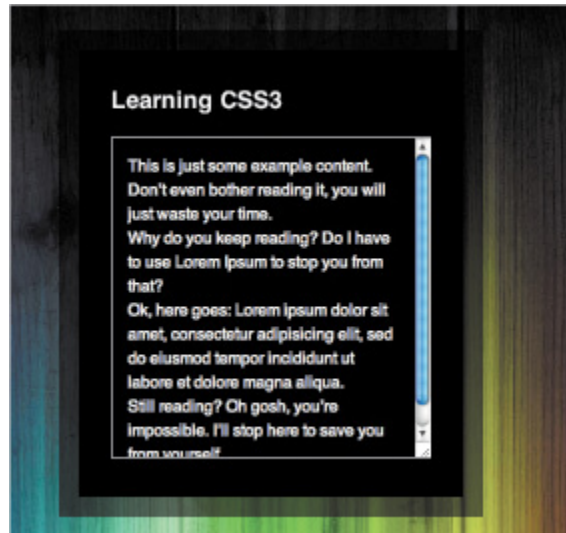 Learning CSS3
This is just some example content.
Don't even bother reading it, you will
just waste your time.
Why do you keep reading? Do I have
to use Lorem Ipsum to stop you from
that?
Ok, here goes: Lorem ipsum dolor sit
amet, consectetur adipisicing elit, sed
do eiusmod tempor incididunt ut
labore et dolore magna aliqua.
Still reading? Oh gosh, you're
impossible. I'll stop here to save you
from yourself